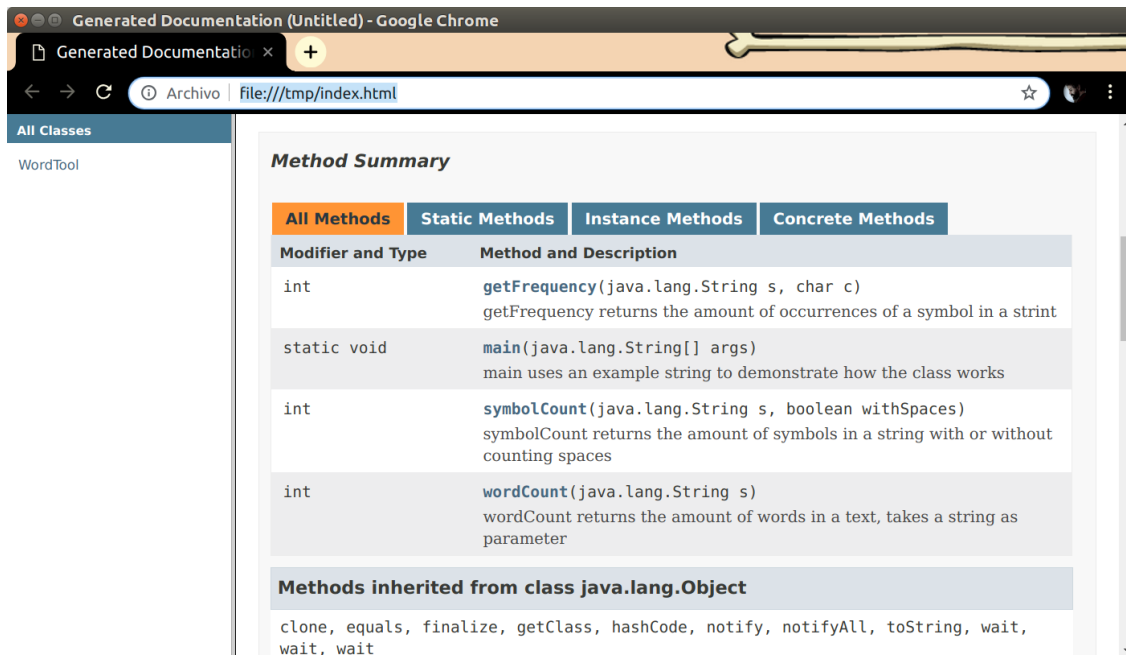 Generated Documentation (Untitled) - Google Chrome
Generated Documentatio
Archivo file:///tmp/index.html
All Classes
WordTool
Method Summary
All Methods Static Methods Instance Methods Concrete Methods
Modifier and Type Method and Description
int getFrequency(java.lang.String s, char c)
getFrequency returns the amount of occurrences of a symbol in a strint
static void main(java.lang.String[] args)
main uses an example string to demonstrate how the class works
int symbolCount(java.lang.String s, boolean withSpaces)
symbolCount returns the amount of symbols in a string with or without
counting spaces
int wordCount(java.lang.String s)
wordCount returns the amount of words in a text, takes a string as
parameter
Methods inherited from class java.lang.Object
clone, equals, finalize, getClass, hashCode, notify, notifyAll, toString, wait,
wait, wait